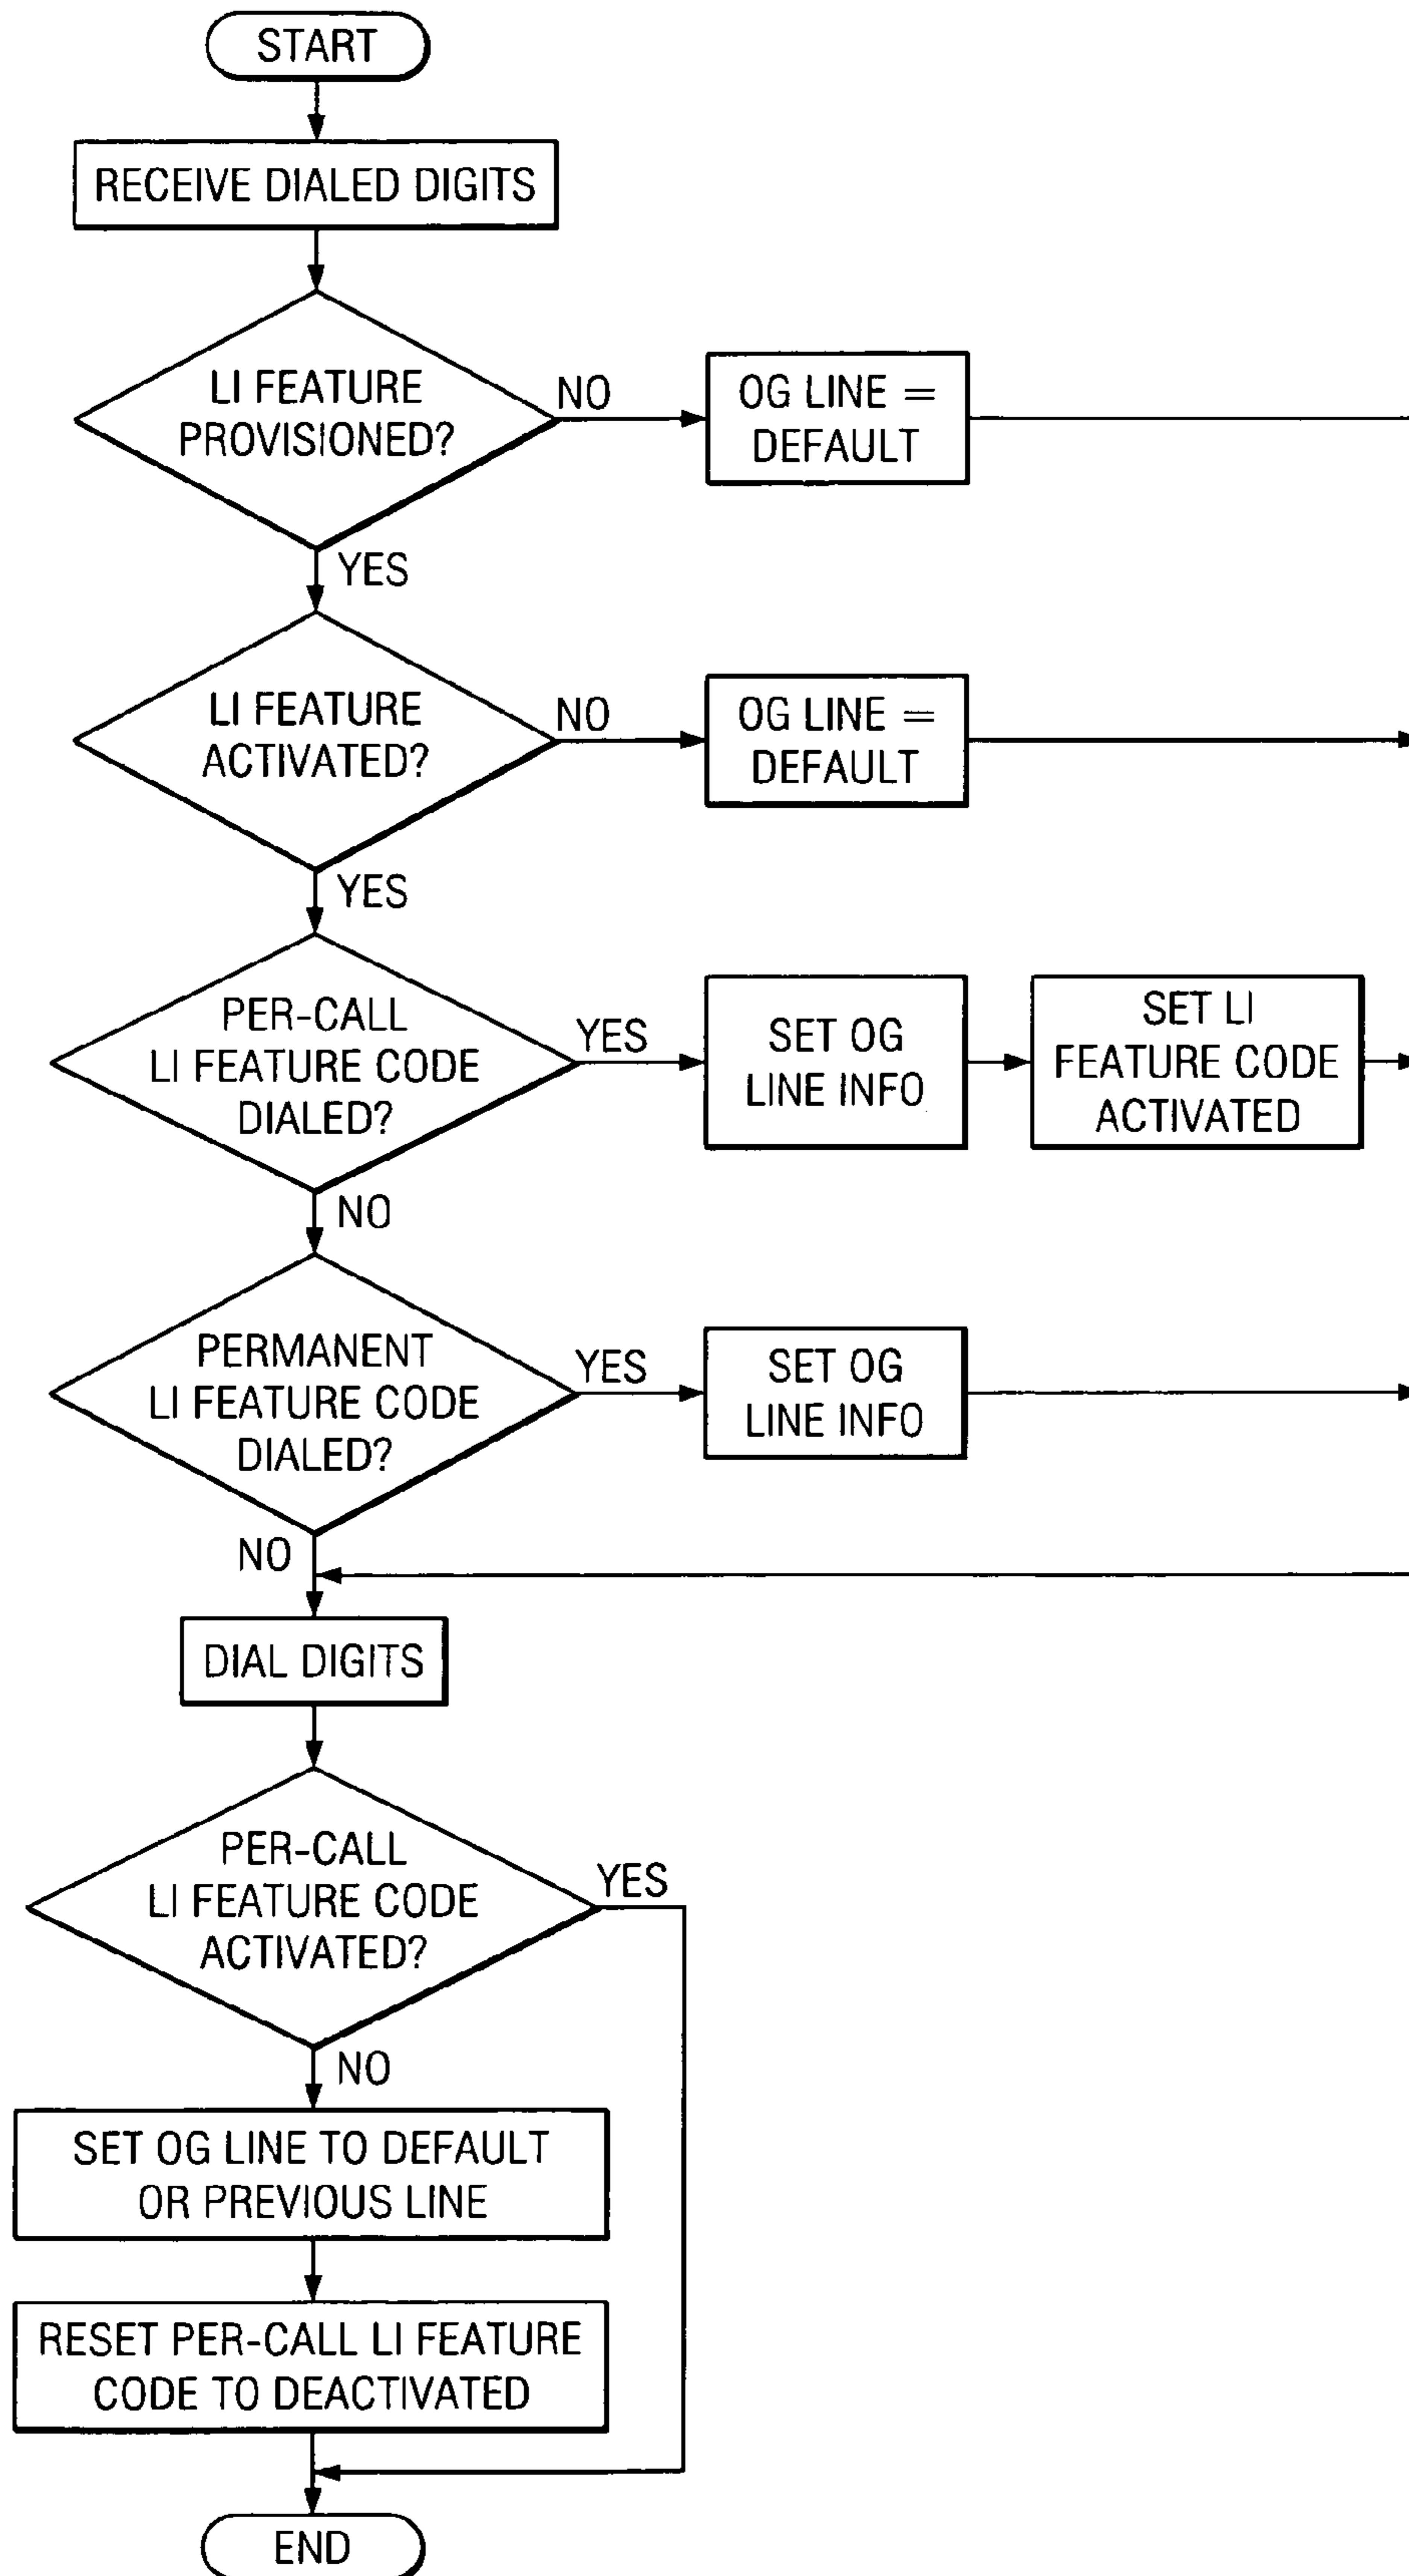 START
RECEIVE DIALED DIGITS
LI FEATURE
PROVISIONED?
NO
OG LINE =
DEFAULT
YES
LI FEATURE
ACTIVATED?
NO
OG LINE =
DEFAULT
YES
PER-CALL
LI FEATURE CODE
DIALED?
YES
SET OG
LINE INFO
SET LI
FEATURE CODE
ACTIVATED
NO
PERMANENT
LI FEATURE CODE
DIALED?
YES
SET OG
LINE INFO
NO
DIAL DIGITS
PER-CALL
LI FEATURE CODE
ACTIVATED?
YES
NO
SET OG LINE TO DEFAULT
OR PREVIOUS LINE
RESET PER-CALL LI FEATURE
CODE TO DEACTIVATED
END